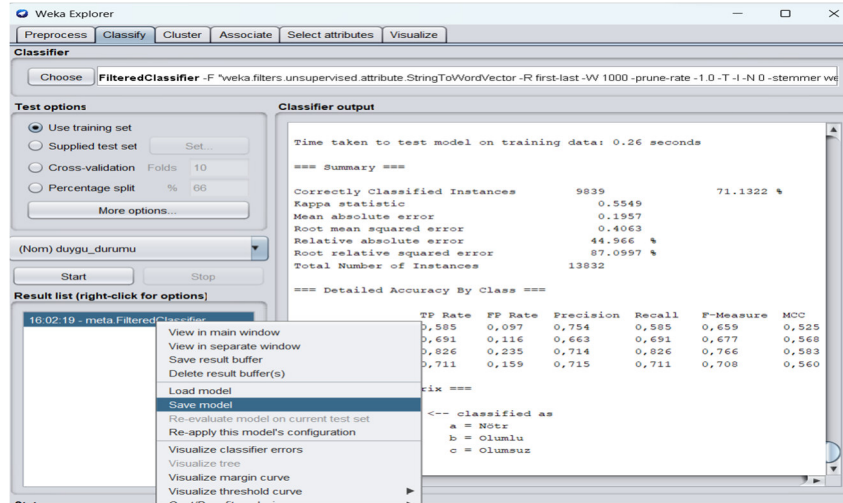 Weka Explorer
Preprocess Classify Cluster Associate Select attributes Visualize
Classifier
Choose FilteredClassifier -F "weka.filters.unsupervised.attribute.StringToWordVector -R first-last -W 1000 -prune-rate -1.0 -T -I -N 0 -stemmer we
Test options
Use training set
Supplied test set Set...
Cross-validation Folds 10
Percentage split % 66
More options...
(Nom) duygu_durumu
Start Stop
Result list (right-click for options)
16:02:19 - meta.FilteredClassifier
View in main window
View in separate window
Save result buffer
Delete result buffer(s)
Load model
Save model
Re-evaluate model on current test set
Re-apply this model's configuration
Visualize classifier errors
Visualize tree
Visualize margin curve
Visualize threshold curve
Classifier output
Time taken to test model on training data: 0.26 seconds
=== Summary ===
Correctly Classified Instances 9839 71.1322 %
Kappa statistic 0.5549
Mean absolute error 0.1957
Root mean squared error 0.4063
Relative absolute error 44.966 %
Root relative squared error 87.0997 %
Total Number of Instances 13832
=== Detailed Accuracy By Class ===
TP Rate FP Rate Precision Recall F-Measure MCC
0,585 0,097 0,754 0,585 0,659 0,525
0,691 0,116 0,663 0,691 0,677 0,568
0,826 0,235 0,714 0,826 0,766 0,583
0,711 0,159 0,715 0,711 0,708 0,560
rix ===
<-- classified as
a = Nötr
b = Olumlu
c = Olumsuz